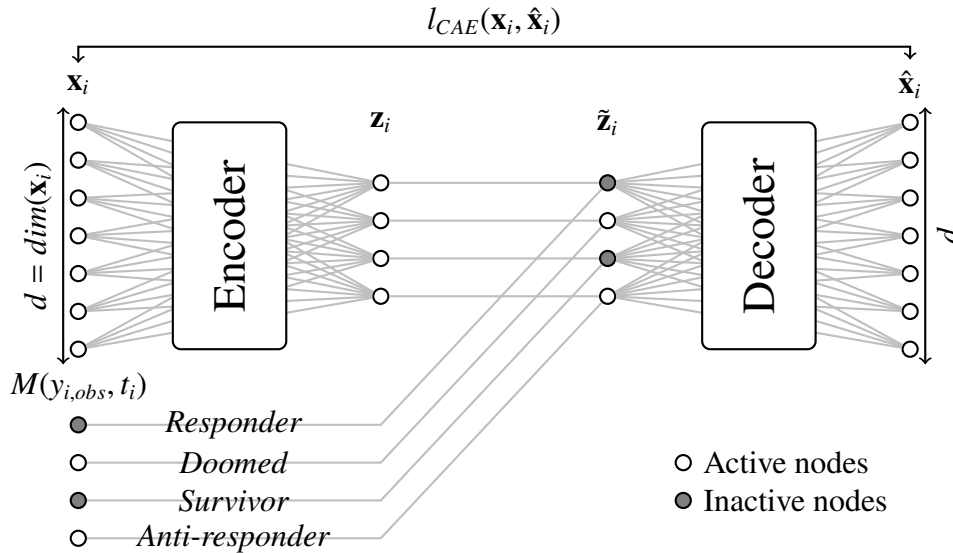 l_{CAE}(x_i, x̂_i)
x_i
x̂_i
z_i
z̃_i
d = dim(x_i)
Encoder
Decoder
d
M(y_{i,obs}, t_i)
Responder
Doomed
Survivor
Anti-responder
Active nodes
Inactive nodes